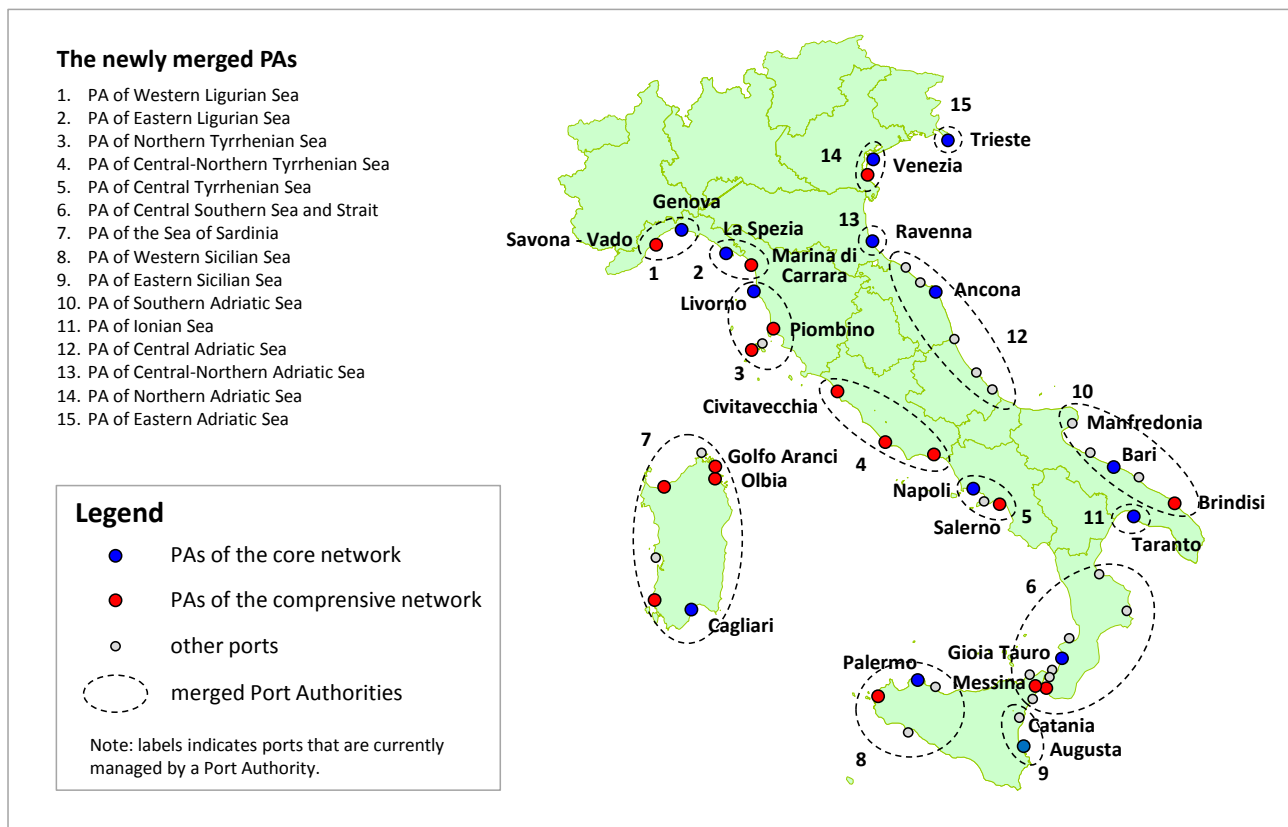 The newly merged PAs
1. PA of Western Ligurian Sea
2. PA of Eastern Ligurian Sea
3. PA of Northern Tyrrhenian Sea
4. PA of Central-Northern Tyrrhenian Sea
5. PA of Central Tyrrhenian Sea
6. PA of Central Southern Sea and Strait
7. PA of the Sea of Sardinia
8. PA of Western Sicilian Sea
9. PA of Eastern Sicilian Sea
10. PA of Southern Adriatic Sea
11. PA of Ionian Sea
12. PA of Central Adriatic Sea
13. PA of Central-Northern Adriatic Sea
14. PA of Northern Adriatic Sea
15. PA of Eastern Adriatic Sea
Legend
PAs of the core network
PAs of the comprensive network
other ports
merged Port Authorities
Note: labels indicates ports that are currently
managed by a Port Authority.
15
Trieste
14
Venezia
Genova
13
Ravenna
Savona - Vado
La Spezia
1
2
Marina di
Carrara
Livorno
Ancona
Piombino
12
3
Civitavecchia
10
Manfredonia
7
4
Golfo Aranci
Olbia
Bari
Napoli
Brindisi
Salerno
5
11
Taranto
6
Cagliari
Gioia Tauro
Palermo
Messina
Catania
Augusta
8
9